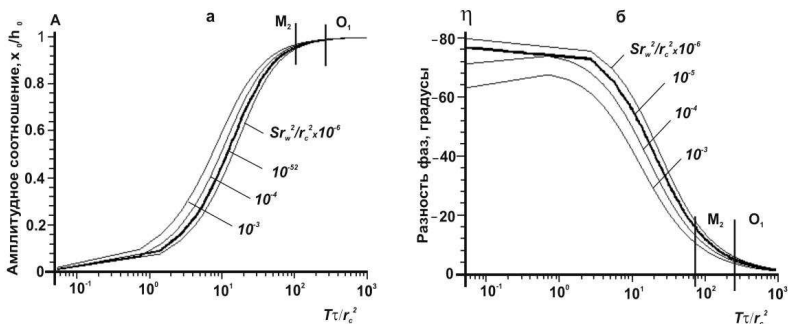 A
а
M₂
O₁
Амплитудное соотношение, x₀/h₀
1
0.8
0.6
0.4
0.2
0
Srw²/rc²x10⁻⁶
10⁻⁵²
10⁻⁴
10⁻³
10⁻¹
10⁰
10¹
10²
10³
Tτ/rc²
η
б
Разность фаз, градусы
-80
-60
-40
-20
0
Srw²/rc²x10⁻⁶
10⁻⁵
10⁻⁴
10⁻³
M₂
O₁
10⁻¹
10⁰
10¹
10²
10³
Tτ/rc²